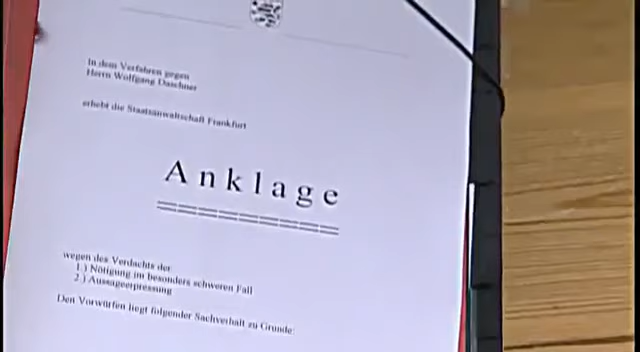 In dem Verfahren gegen
Herrn Wolfgang Daschner
erhebt die Staatsanwaltschaft Frankfurt
Anklage
wegen des Verdachts der
1.) Nötigung im besonders schweren Fall
2.) Aussageerpressung
Den Vorwürfen liegt folgender Sachverhalt zu Grunde: